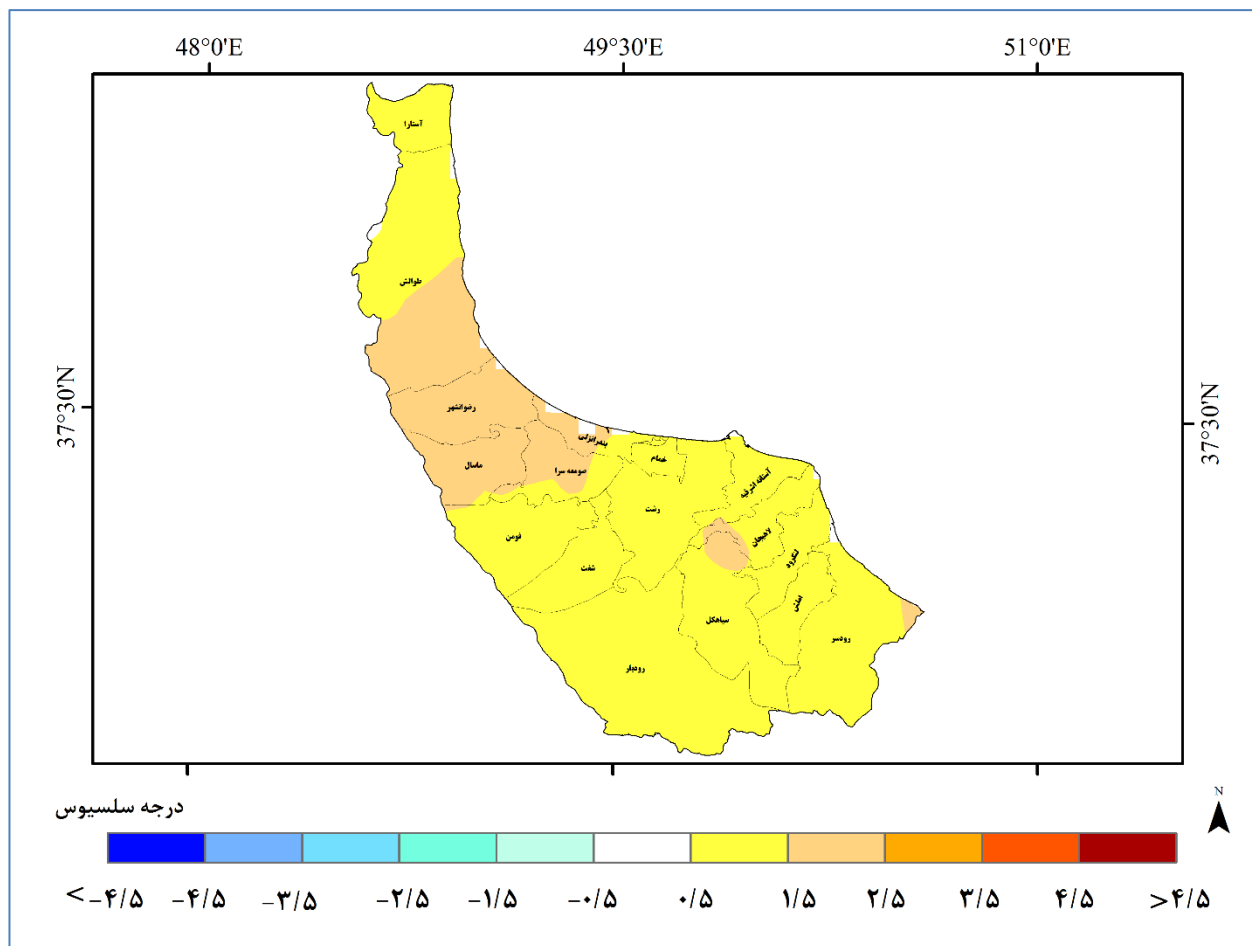 48°0'E 49°30'E 51°0'E
آستارا
طوالش
37°30'N
رضوانشهر
37°30'N
بندرانزلی
خمام
ماسال
صومعه سرا
آستانه اشرفیه
رشت
فومن
لاهیجان
لنگرود
شفت
املش
سیاهکل
رودسر
رودبار
N
درجه سلسیوس
<-۴/۵ -۴/۵ -۳/۵ -۲/۵ -۱/۵ -۰/۵ ۰/۵ ۱/۵ ۲/۵ ۳/۵ ۴/۵ >۴/۵